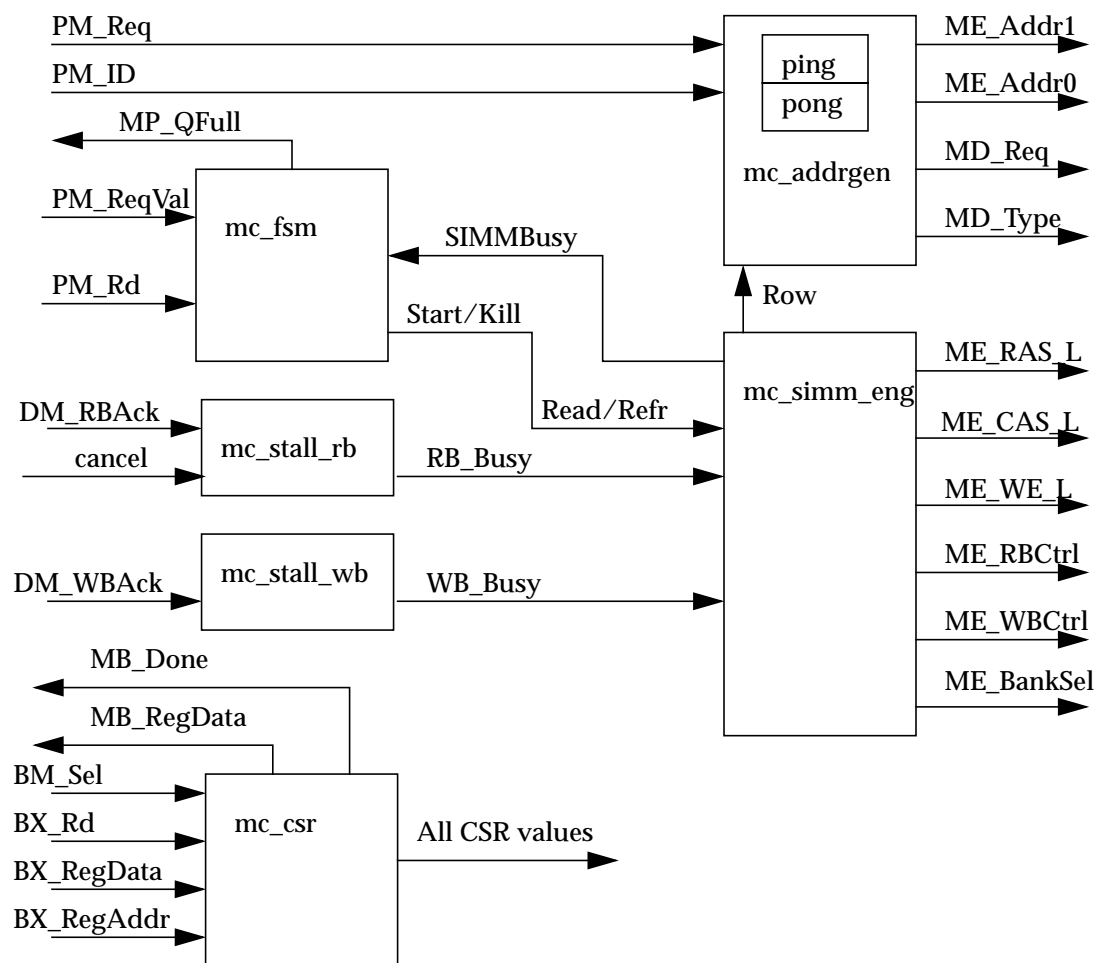 PM_Req
ME_Addr1
ping
PM_ID
ME_Addr0
pong
MP_QFull
MD_Req
mc_addrgen
PM_ReqVal
mc_fsm
SIMMBusy
MD_Type
PM_Rd
Start/Kill
Row
ME_RAS_L
mc_simm_eng
DM_RBAck
Read/Refr
ME_CAS_L
cancel
mc_stall_rb
RB_Busy
ME_WE_L
ME_RBCtrl
DM_WBAck
mc_stall_wb
WB_Busy
ME_WBCtrl
MB_Done
ME_BankSel
MB_RegData
BM_Sel
BX_Rd
mc_csr
All CSR values
BX_RegData
BX_RegAddr